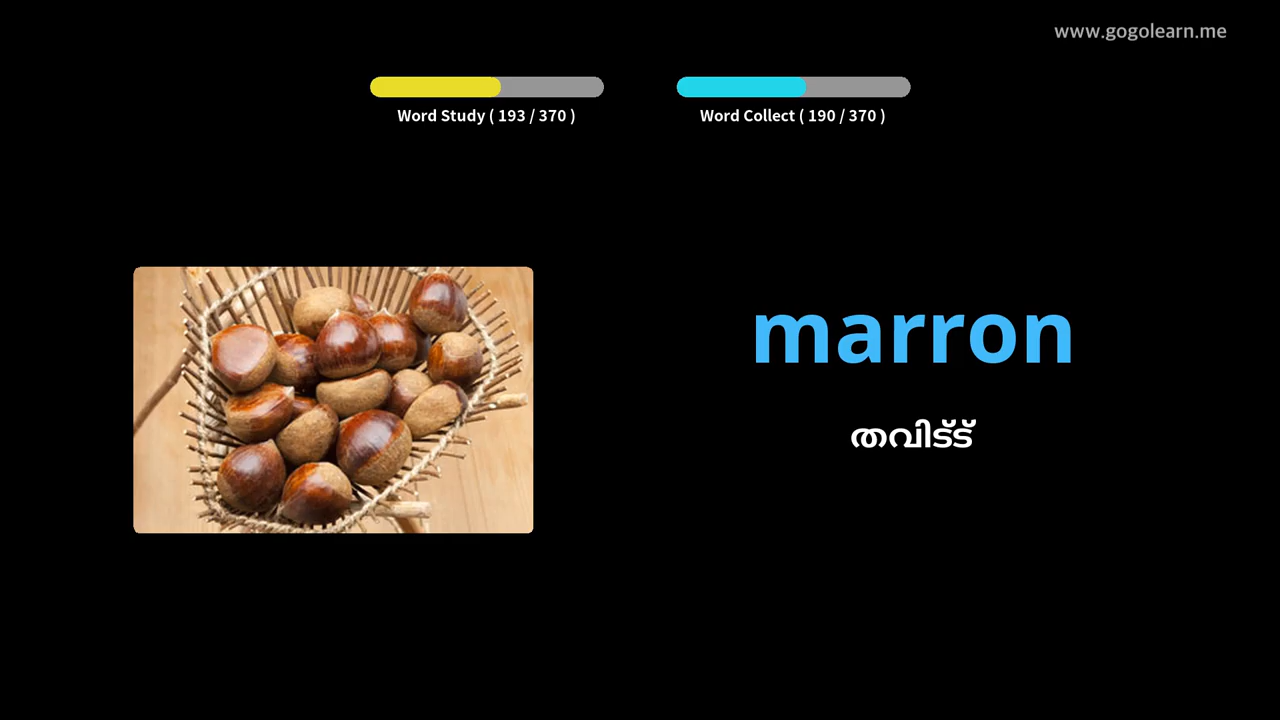 www.gogolearn.me
Word Study ( 193 / 370 )
Word Collect ( 190 / 370 )
marron
തവിട്ട്